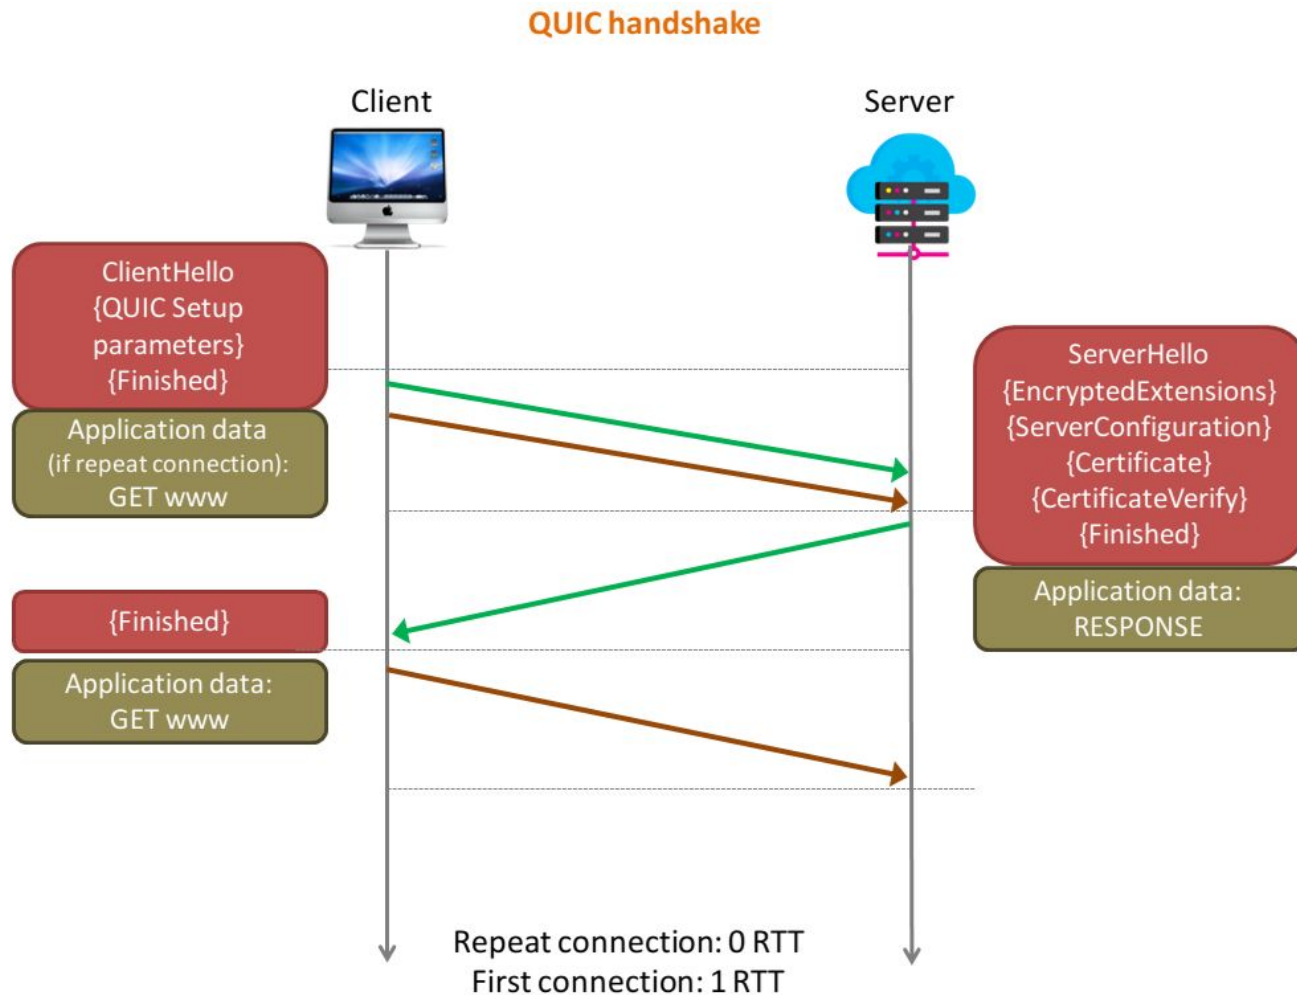 QUIC handshake
Client
Server
ClientHello
{QUIC Setup
parameters}
{Finished}
Application data
(if repeat connection):
GET www
ServerHello
{EncryptedExtensions}
{ServerConfiguration}
{Certificate}
{CertificateVerify}
{Finished}
Application data:
RESPONSE
{Finished}
Application data:
GET www
Repeat connection: 0 RTT
First connection: 1 RTT